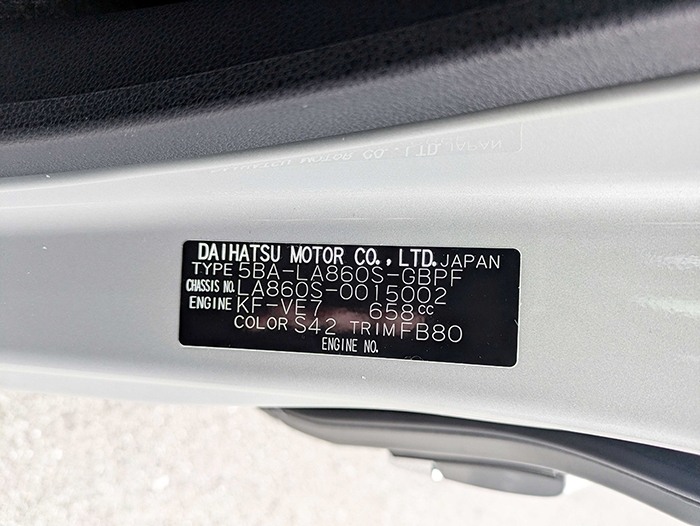 DAIHATSU MOTOR CO.,LTD. JAPAN
TYPE 5BA-LA860S-GBPF
CHASSIS NO. LA860S-0015002
ENGINE KF-VE7 658cc
COLOR S42 TRIM FB80
ENGINE NO.